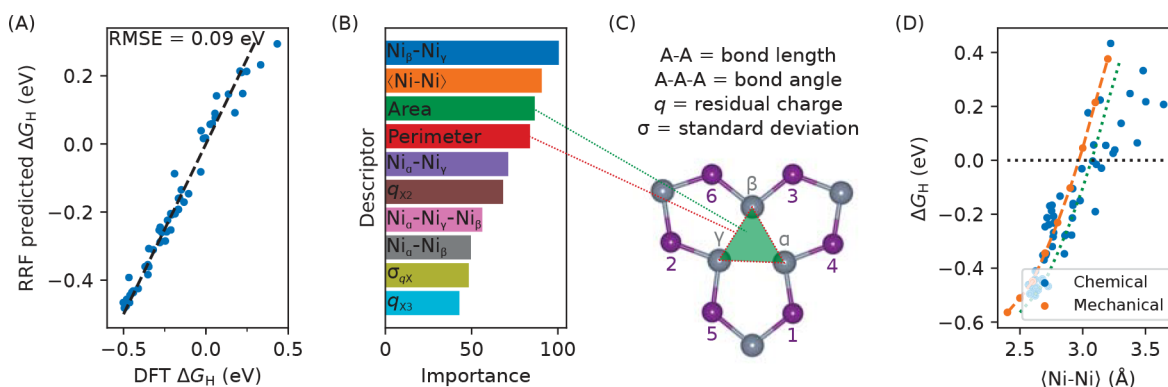 (A)
RMSE = 0.09 eV
RRF predicted ΔG_H (eV)
0.2
0.0
−0.2
−0.4
−0.5
0.0
0.5
DFT ΔG_H (eV)
(B)
Descriptor
Ni_β-Ni_γ
⟨Ni-Ni⟩
Area
Perimeter
Ni_α-Ni_γ
q_X2
Ni_α-Ni_γ-Ni_β
Ni_α-Ni_β
σ_qX
q_X3
0
50
100
Importance
(C)
A-A = bond length
A-A-A = bond angle
q = residual charge
σ = standard deviation
β
6
3
γ
α
2
4
5
1
(D)
ΔG_H (eV)
0.4
0.2
0.0
−0.2
−0.4
−0.6
Chemical
Mechanical
2.5
3.0
3.5
⟨Ni-Ni⟩ (Å)